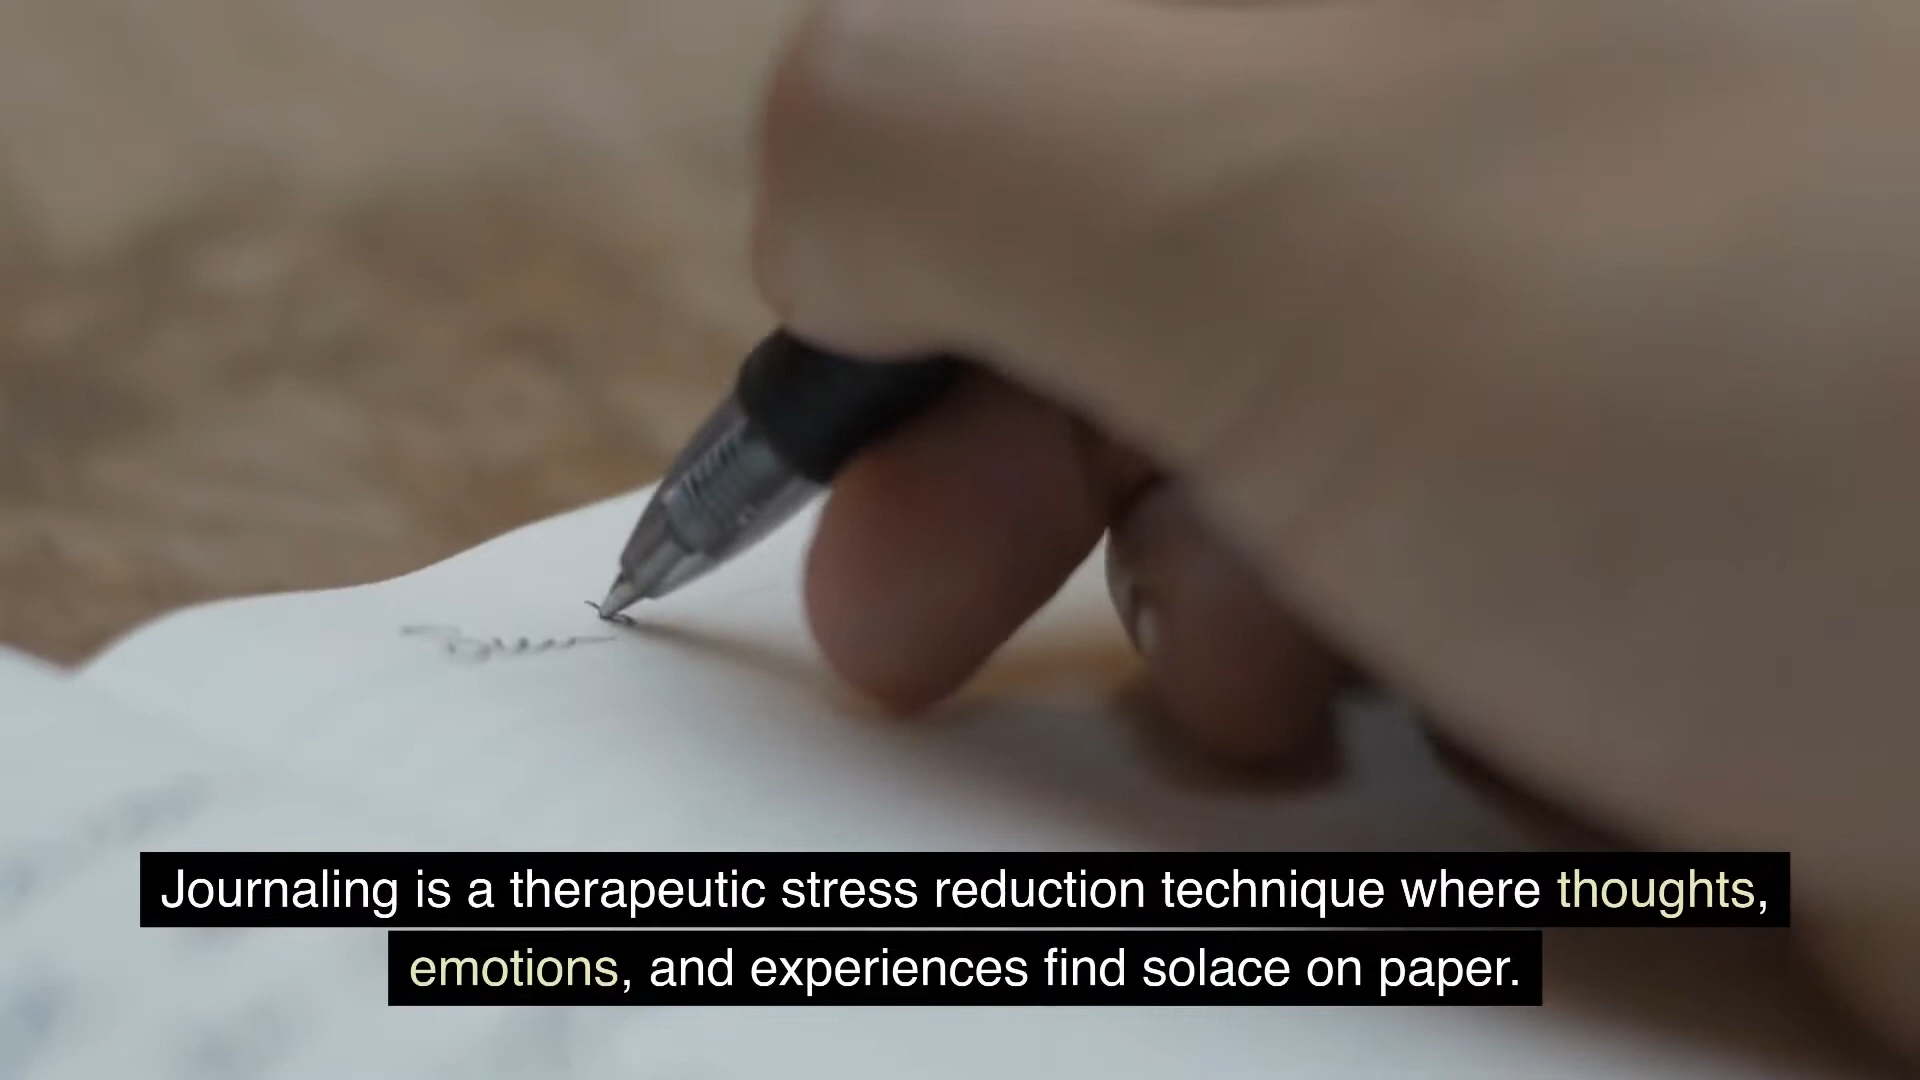 Journaling is a therapeutic stress reduction technique where thoughts,
emotions, and experiences find solace on paper.